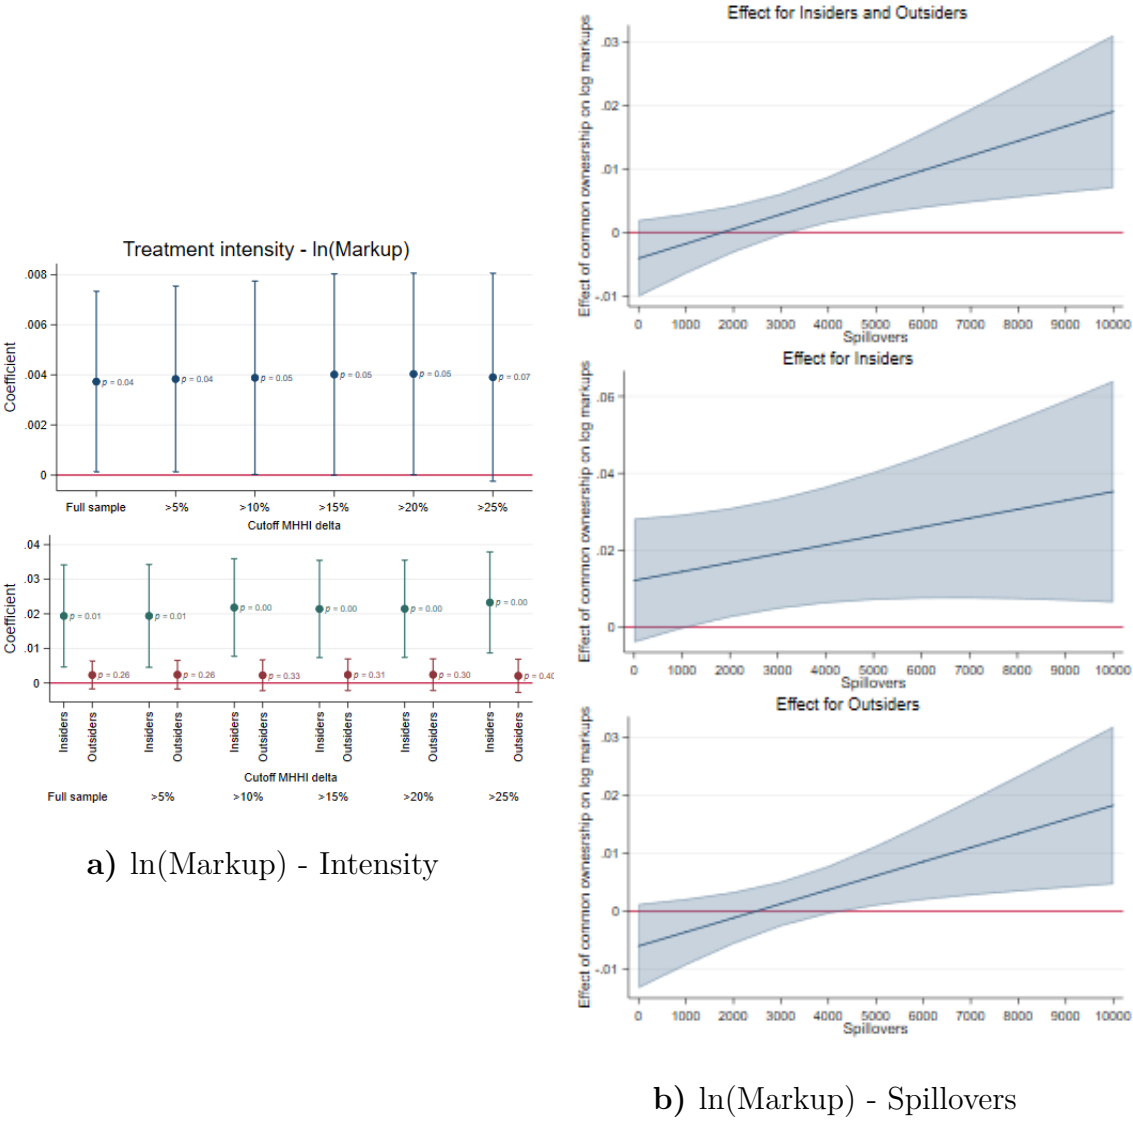 Treatment intensity - ln(Markup)
Coefficient
.008
.006
.004
.002
0
p = 0.04
p = 0.04
p = 0.05
p = 0.05
p = 0.05
p = 0.07
Full sample >5% >10% >15% >20% >25%
Cutoff MHHI delta
Coefficient
.04
.03
.02
.01
0
p = 0.01
p = 0.26
p = 0.01
p = 0.26
p = 0.00
p = 0.33
p = 0.00
p = 0.31
p = 0.00
p = 0.30
p = 0.00
p = 0.40
Insiders Outsiders Insiders Outsiders Insiders Outsiders Insiders Outsiders Insiders Outsiders Insiders Outsiders
Cutoff MHHI delta
Full sample >5% >10% >15% >20% >25%
a) ln(Markup) - Intensity
Effect for Insiders and Outsiders
Effect of common ownesrship on log markups
.03
.02
.01
0
-.01
0 1000 2000 3000 4000 5000 6000 7000 8000 9000 10000
Spillovers
Effect for Insiders
Effect of common ownesrship on log markups
.06
.04
.02
0
0 1000 2000 3000 4000 5000 6000 7000 8000 9000 10000
Spillovers
Effect for Outsiders
Effect of common ownesrship on log markups
.03
.02
.01
0
-.01
0 1000 2000 3000 4000 5000 6000 7000 8000 9000 10000
Spillovers
b) ln(Markup) - Spillovers